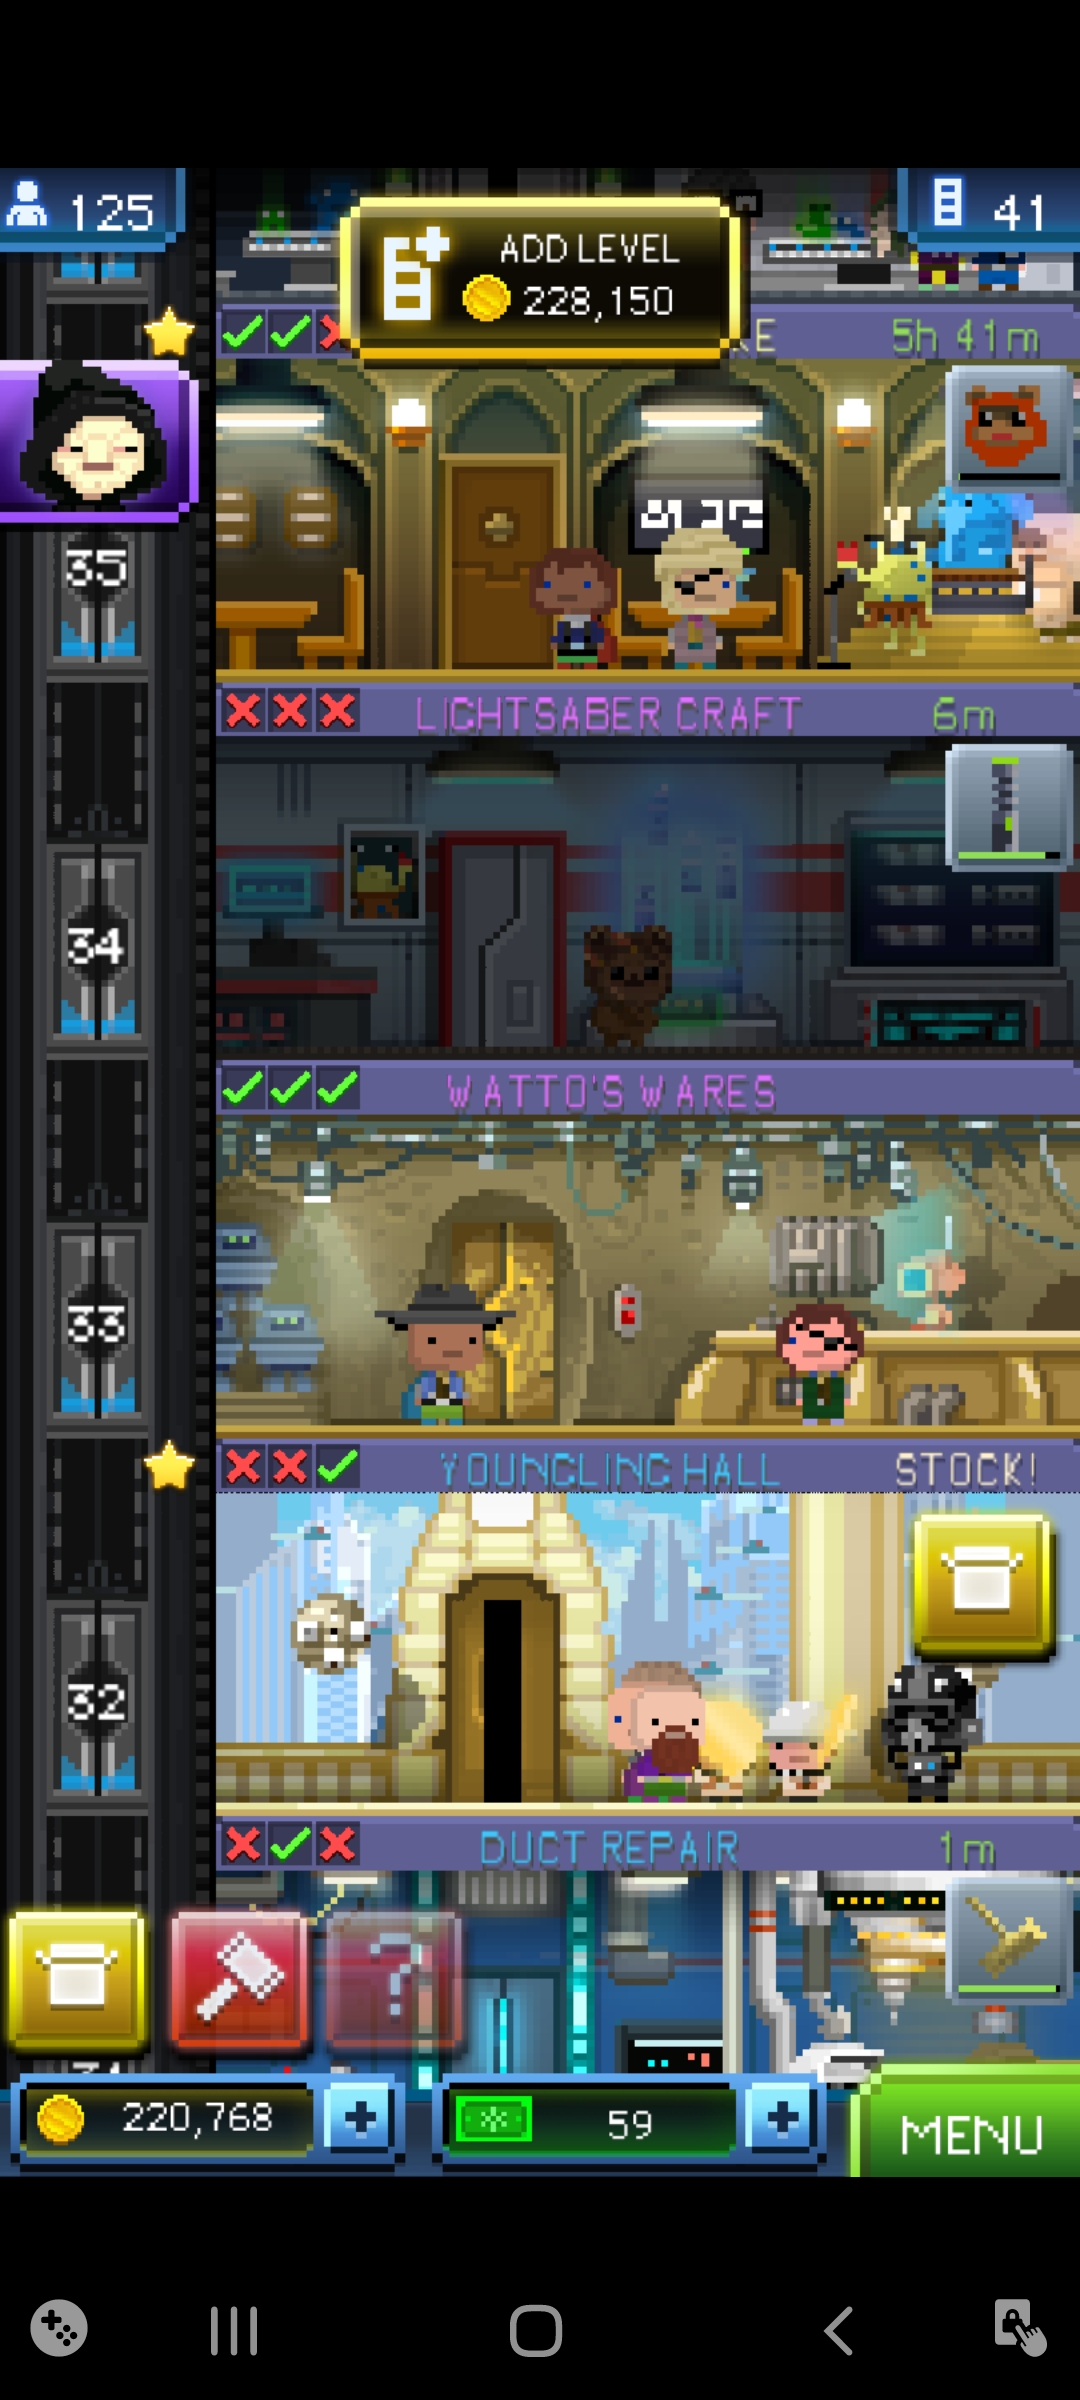 125
ADD LEVEL
228,150
41
KE
5h 41m
35
LIGHTSABER CRAFT
6m
34
WATTO'S WARES
33
YOUNGLING HALL
STOCK!
32
DUCT REPAIR
1m
?
220,768
+
59
+
MENU